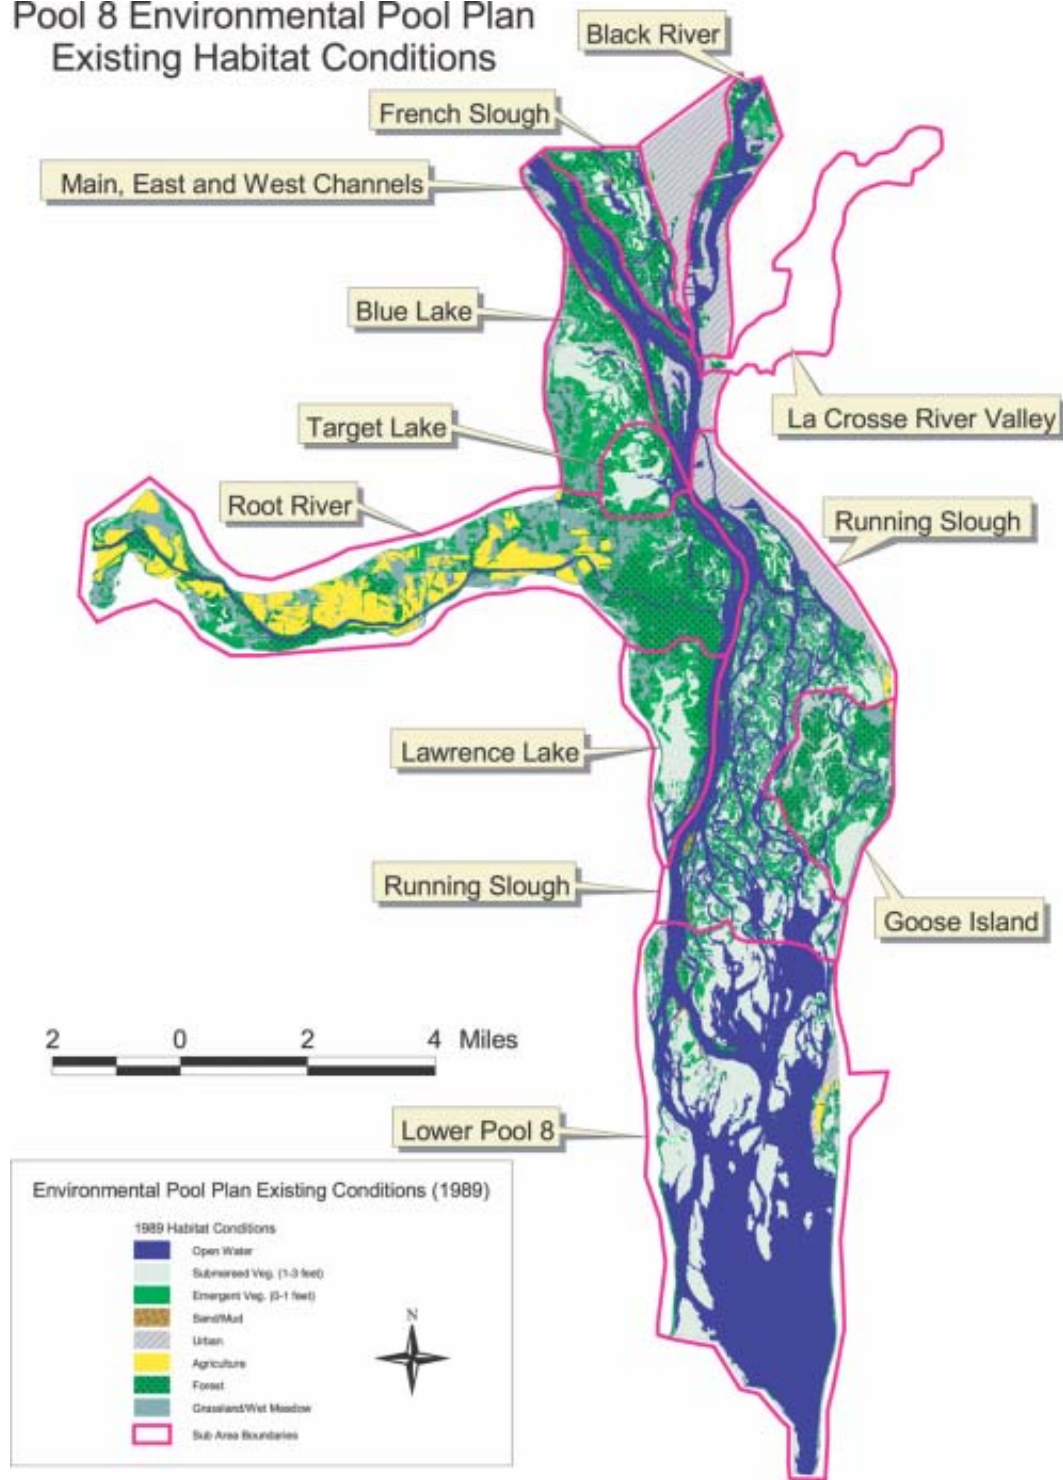 Pool 8 Environmental Pool Plan
Existing Habitat Conditions
Black River
French Slough
Main, East and West Channels
Blue Lake
La Crosse River Valley
Target Lake
Root River
Running Slough
Lawrence Lake
Running Slough
Goose Island
2 0 2 4 Miles
Lower Pool 8
Environmental Pool Plan Existing Conditions (1989)
1989 Habitat Conditions
Open Water
Submersed Veg. (1-3 feet)
Emergent Veg. (0-1 feet)
Sand/Mud
Urban
Agriculture
Forest
Grassland/Wet Meadow
Sub Area Boundaries
N